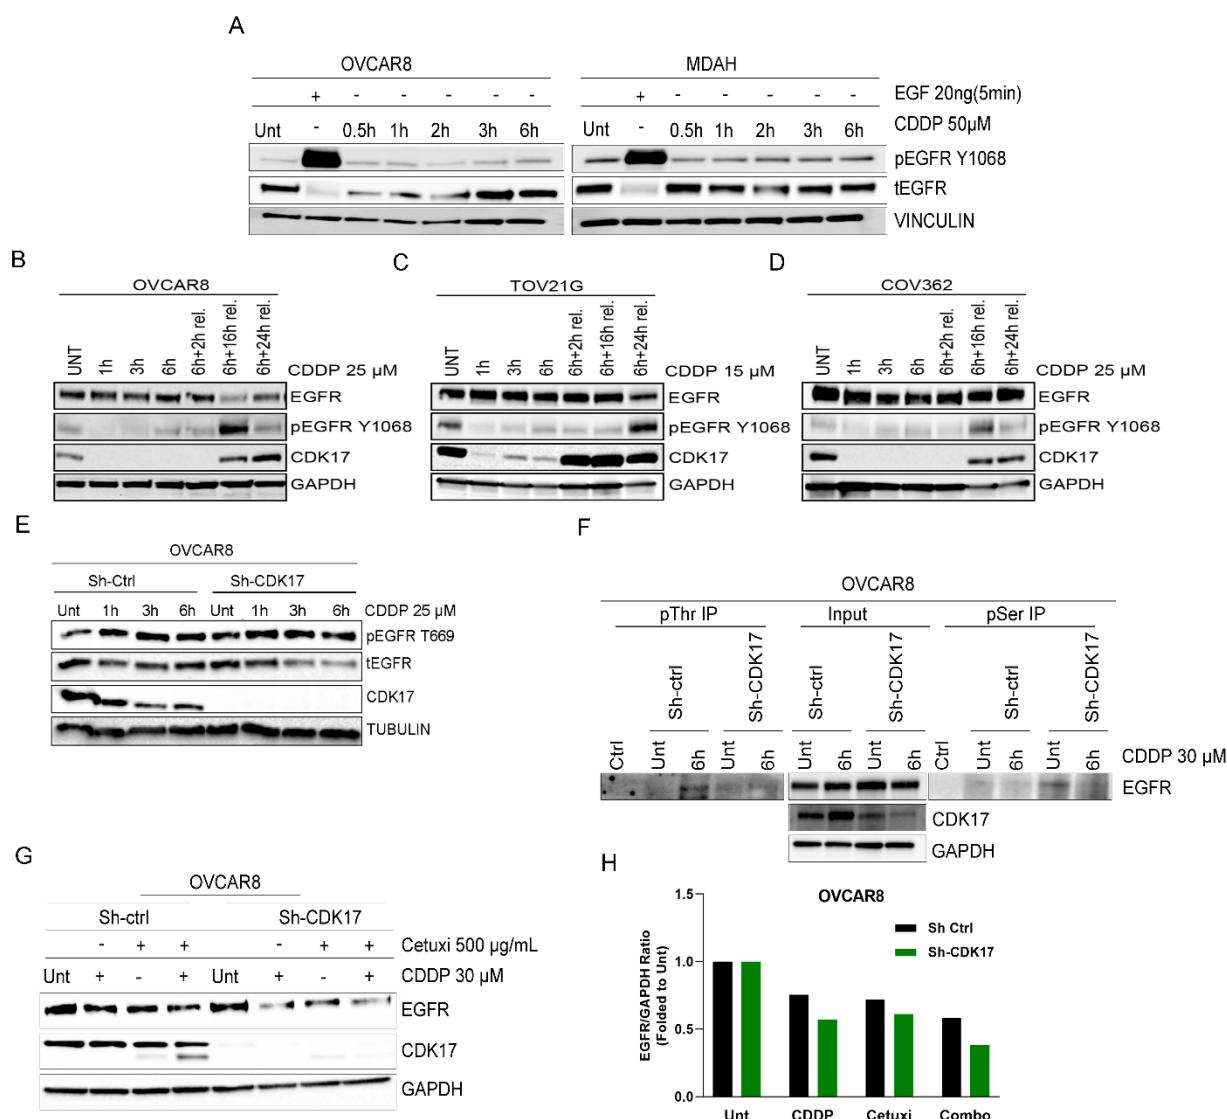 A
OVCAR8 MDAH
+ - - - - - + - - - - - EGF 20ng(5min)
Unt - 0.5h 1h 2h 3h 6h Unt - 0.5h 1h 2h 3h 6h CDDP 50µM
pEGFR Y1068
tEGFR
VINCULIN
B
OVCAR8
UNT 1h 3h 6h 6h+2h rel. 6h+16h rel. 6h+24h rel. CDDP 25 µM
EGFR
pEGFR Y1068
CDK17
GAPDH
C
TOV21G
UNT 1h 3h 6h 6h+2h rel. 6h+16h rel. 6h+24h rel. CDDP 15 µM
EGFR
pEGFR Y1068
CDK17
GAPDH
D
COV362
UNT 1h 3h 6h 6h+2h rel. 6h+16h rel. 6h+24h rel. CDDP 25 µM
EGFR
pEGFR Y1068
CDK17
GAPDH
E
OVCAR8
Sh-Ctrl Sh-CDK17
Unt 1h 3h 6h Unt 1h 3h 6h CDDP 25 µM
pEGFR T669
tEGFR
CDK17
TUBULIN
F
OVCAR8
pThr IP Input pSer IP
Sh-ctrl Sh-CDK17 Sh-ctrl Sh-CDK17 Sh-ctrl Sh-CDK17
Ctrl Unt 6h Unt 6h Unt 6h Unt 6h Ctrl Unt 6h Unt 6h CDDP 30 µM
EGFR
CDK17
GAPDH
G
OVCAR8
Sh-ctrl Sh-CDK17
- + + - + + Cetuxi 500 µg/mL
Unt + - + Unt + - + CDDP 30 µM
EGFR
CDK17
GAPDH
H
OVCAR8
EGFR/GAPDH Ratio
(Folded to Unt)
1.5
1.0
0.5
0.0
Sh Ctrl
Sh-CDK17
Unt CDDP Cetuxi Combo